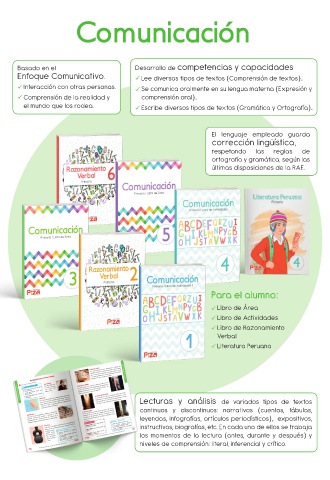 Comunicación
Basado en el
Enfoque Comunicativo.
✓ Interacción con otras personas.
✓ Comprensión de la realidad y
el mundo que los rodea.
Desarrollo de competencias y capacidades
✓ Lee diversos tipos de textos (Comprensión de textos).
✓ Se comunica oralmente en su lengua materna (Expresión y
comprensión oral).
✓ Escribe diversos tipos de textos (Gramática y Ortografía).
El lenguaje empleado guarda
corrección lingüística,
respetando las reglas de
ortografía y gramática, según las
últimas disposiciones de la RAE.
Razonamiento
Verbal
6
Comunicación
5
Comunicación
4
Literatura Peruana
4
Comunicación
3
Razonamiento
Verbal
2
Comunicación
1
Para el alumno:
✓ Libro de Área
✓ Libro de Actividades
✓ Libro de Razonamiento
Verbal
✓ Literatura Peruana
Lecturas y análisis de variados tipos de textos
continuos y discontinuos: narrativos (cuentos, fábulas,
leyendas, infografías, artículos periodísticos), expositivos,
instructivos, biografías, etc. En cada uno de ellos se trabaja
los momentos de la lectura (antes, durante y después) y
niveles de comprensión: literal, inferencial y crítico.